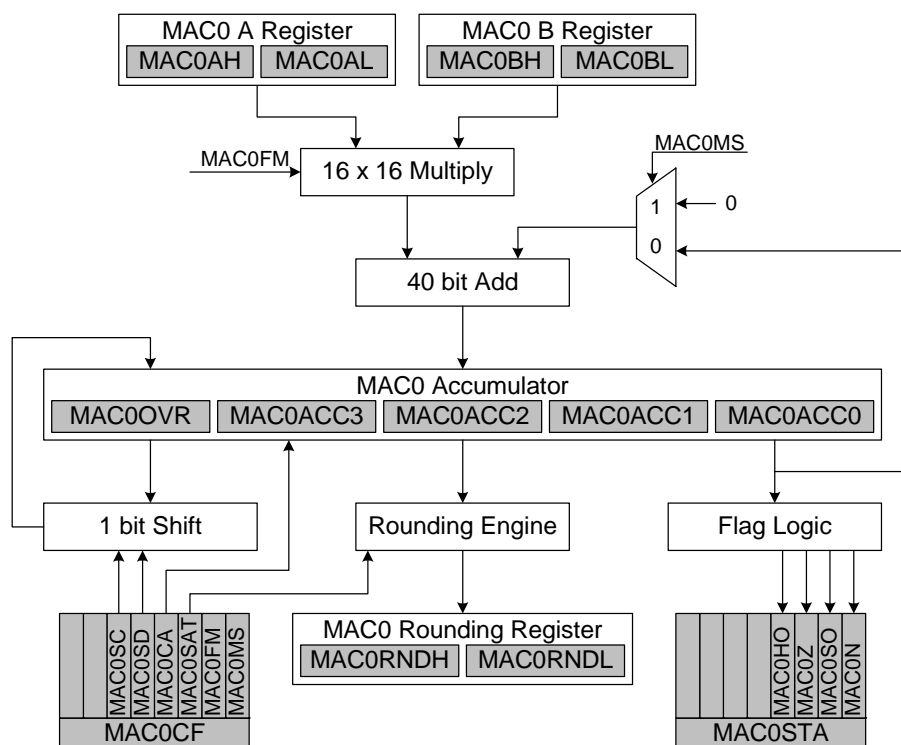 MAC0 A Register
MAC0AH MAC0AL
MAC0 B Register
MAC0BH MAC0BL
MAC0FM
16 x 16 Multiply
MAC0MS
1
0
0
40 bit Add
MAC0 Accumulator
MAC0OVR MAC0ACC3 MAC0ACC2 MAC0ACC1 MAC0ACC0
1 bit Shift
Rounding Engine
Flag Logic
MAC0SC
MAC0SD
MAC0CA
MAC0SAT
MAC0FM
MAC0MS
MAC0CF
MAC0 Rounding Register
MAC0RNDH MAC0RNDL
MAC0HO
MAC0Z
MAC0SO
MAC0N
MAC0STA